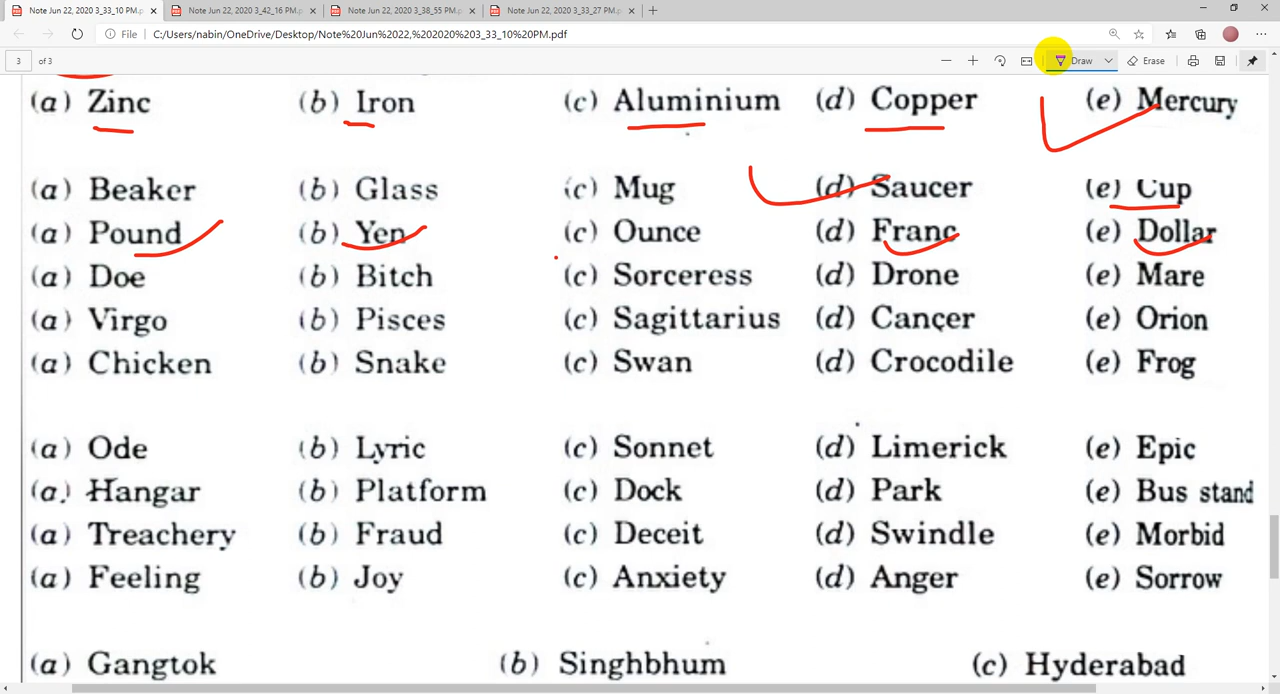 Note Jun 22, 2020 3_33_10 PM.p Note Jun 22, 2020 3_42_16 PM.p Note Jun 22, 2020 3_38_55 PM.p Note Jun 22, 2020 3_33_27 PM.p
File C:/Users/nabin/OneDrive/Desktop/Note%20Jun%2022,%202020%203_33_10%20PM.pdf
3 of 3 Draw Erase
(a) Zinc (b) Iron (c) Aluminium (d) Copper (e) Mercury
(a) Beaker (b) Glass (c) Mug (d) Saucer (e) Cup
(a) Pound (b) Yen (c) Ounce (d) Franc (e) Dollar
(a) Doe (b) Bitch (c) Sorceress (d) Drone (e) Mare
(a) Virgo (b) Pisces (c) Sagittarius (d) Cancer (e) Orion
(a) Chicken (b) Snake (c) Swan (d) Crocodile (e) Frog
(a) Ode (b) Lyric (c) Sonnet (d) Limerick (e) Epic
(a) Hangar (b) Platform (c) Dock (d) Park (e) Bus stand
(a) Treachery (b) Fraud (c) Deceit (d) Swindle (e) Morbid
(a) Feeling (b) Joy (c) Anxiety (d) Anger (e) Sorrow
(a) Gangtok (b) Singhbhum (c) Hyderabad